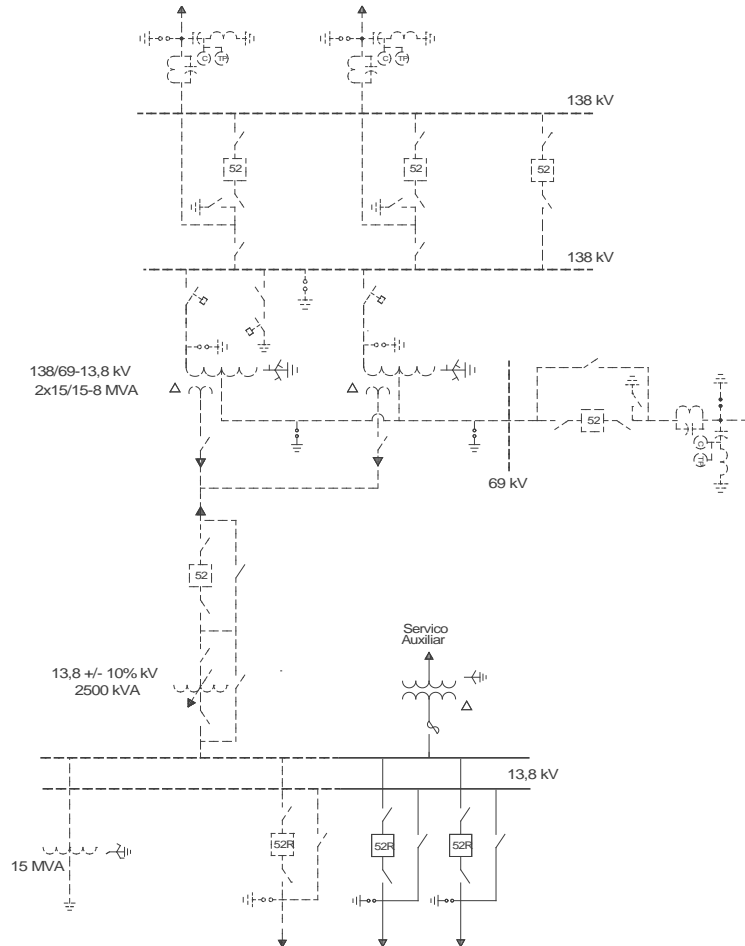 C TP
C TP
138 kV
52
52
52
138 kV
138/69-13,8 kV
2x15/15-8 MVA
52
C
TP
69 kV
52
Servico
Auxiliar
13,8 +/- 10% kV
2500 kVA
13,8 kV
52R
52R
52R
15 MVA